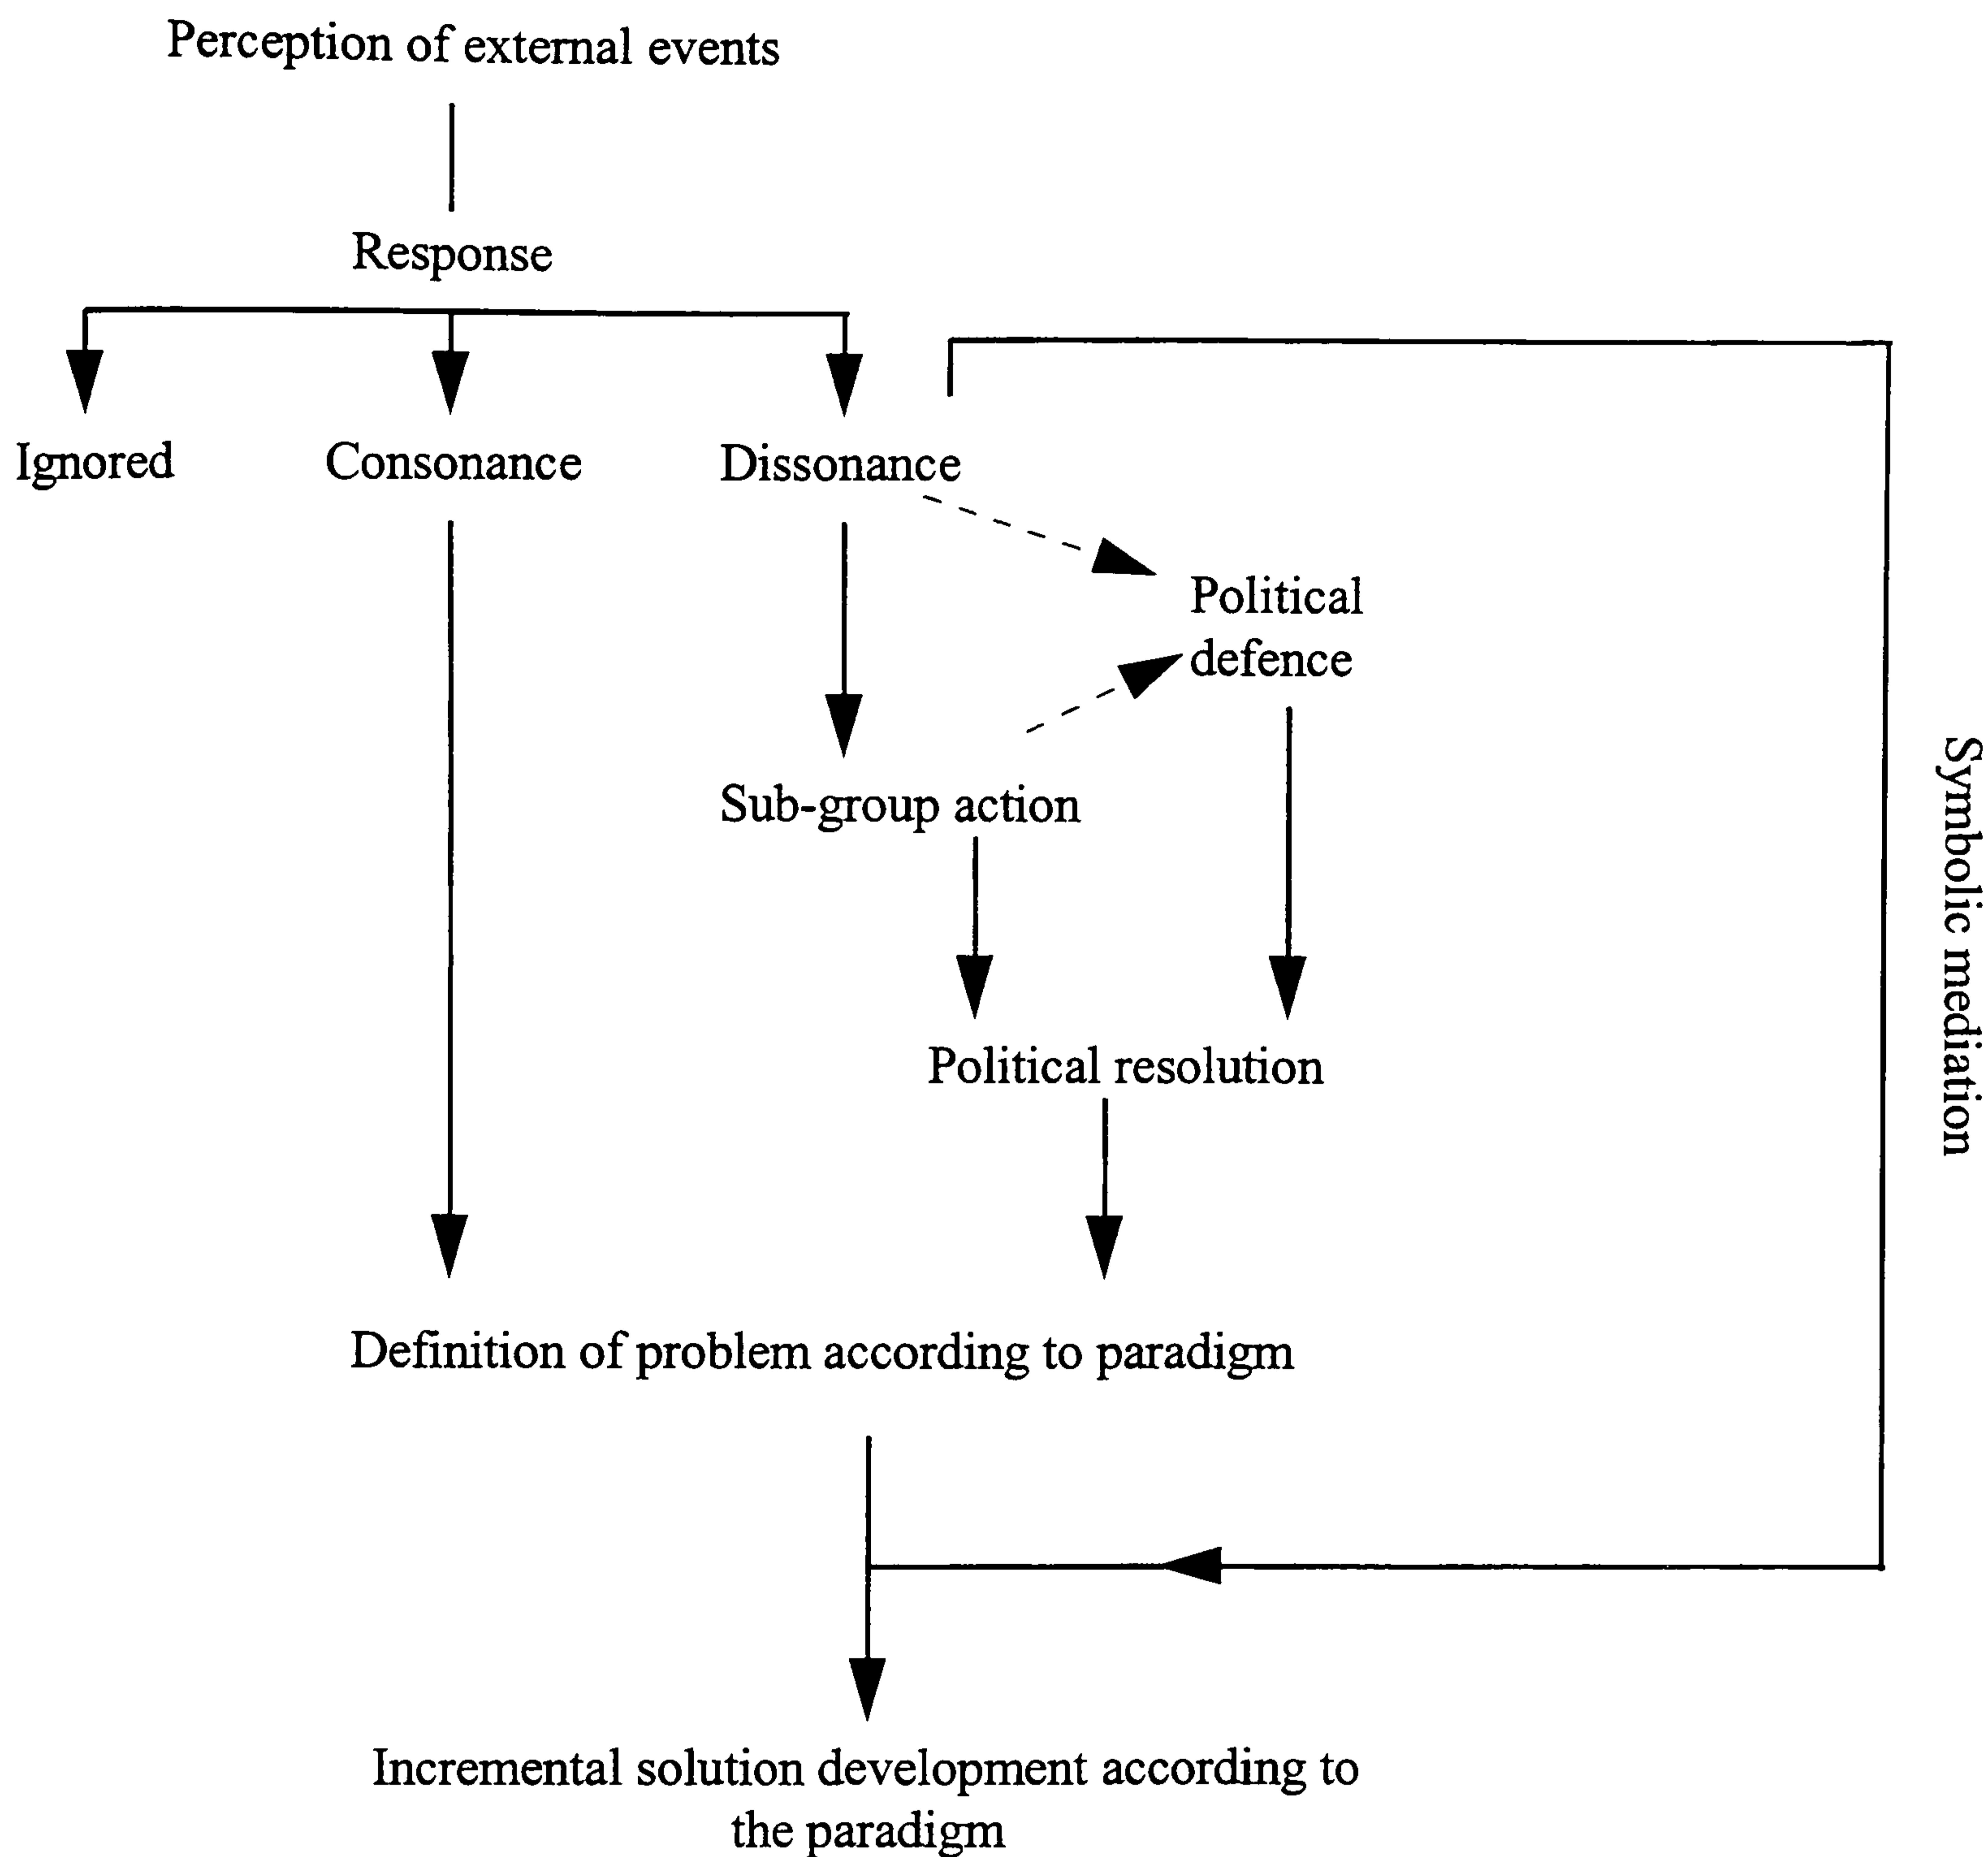 Perception of external events
Response
Ignored
Consonance
Dissonance
Political
defence
Sub-group action
Symbolic mediation
Political resolution
Definition of problem according to paradigm
Incremental solution development according to
the paradigm